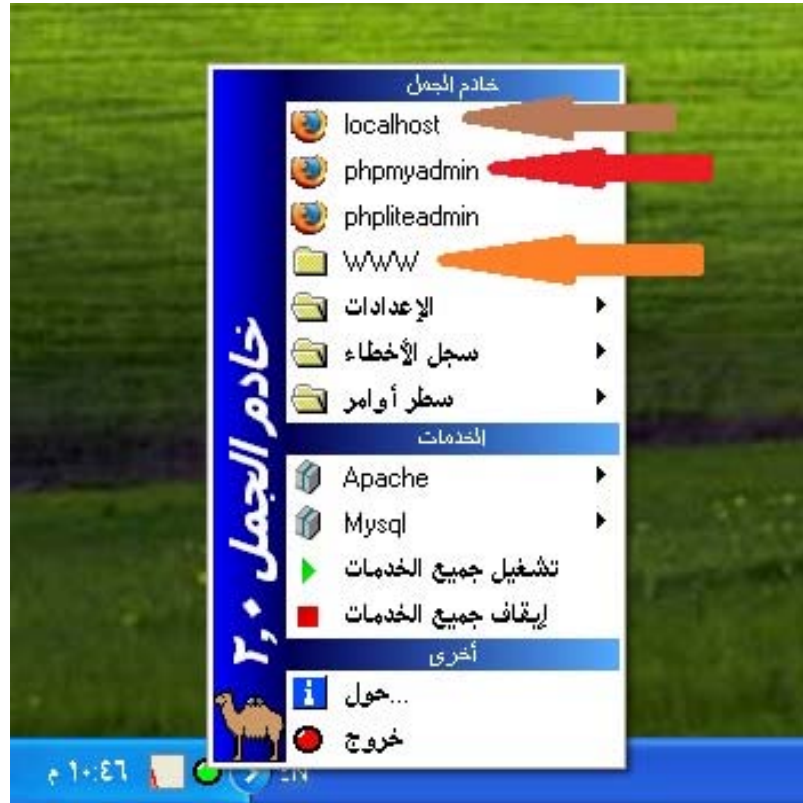 خادم الجمل
localhost
phpmyadmin
phpliteadmin
WWW
الإعدادات
سجل الأخطاء
سطر أوامر
الخدمات
Apache
Mysql
تشغيل جميع الخدمات
إيقاف جميع الخدمات
أخرى
حول...
خروج
خادم الجمل ٢,٠
١٠:٤٦ م
EN